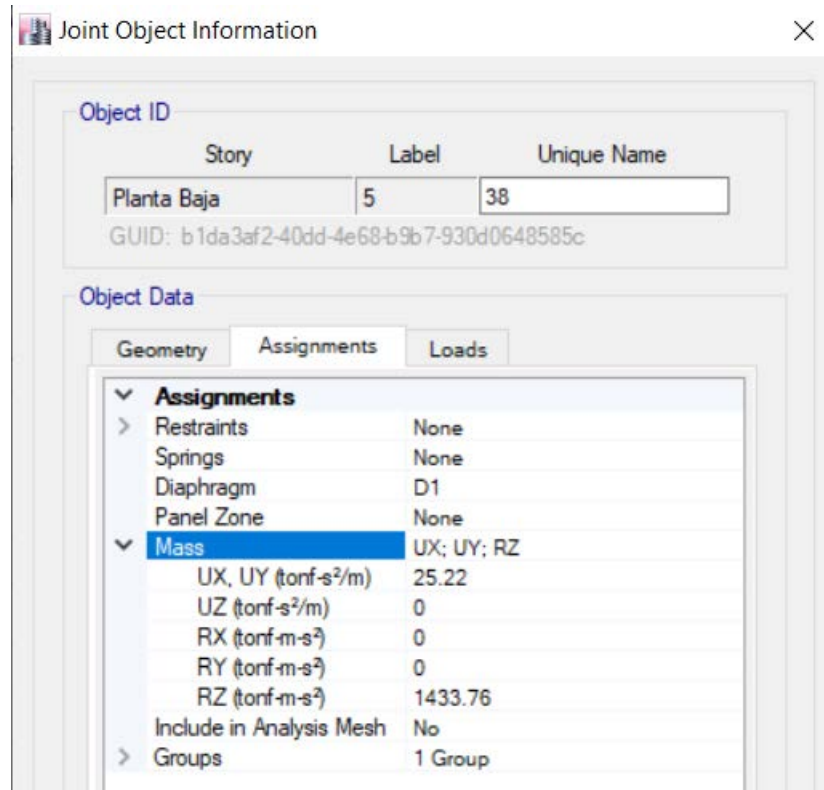 Joint Object Information
Object ID
Story Label Unique Name
Planta Baja 5 38
GUID: b1da3af2-40dd-4e68-b9b7-930d0648585c
Object Data
Geometry Assignments Loads
Assignments
Restraints None
Springs None
Diaphragm D1
Panel Zone None
Mass UX; UY; RZ
UX, UY (tonf-s²/m) 25.22
UZ (tonf-s²/m) 0
RX (tonf-m-s²) 0
RY (tonf-m-s²) 0
RZ (tonf-m-s²) 1433.76
Include in Analysis Mesh No
Groups 1 Group